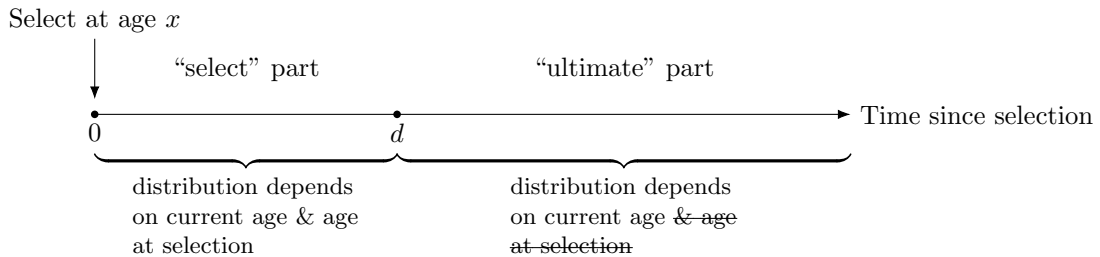 Select at age x
“select” part “ultimate” part
0 d Time since selection
distribution depends
on current age & age
at selection
distribution depends
on current age & age
at selection